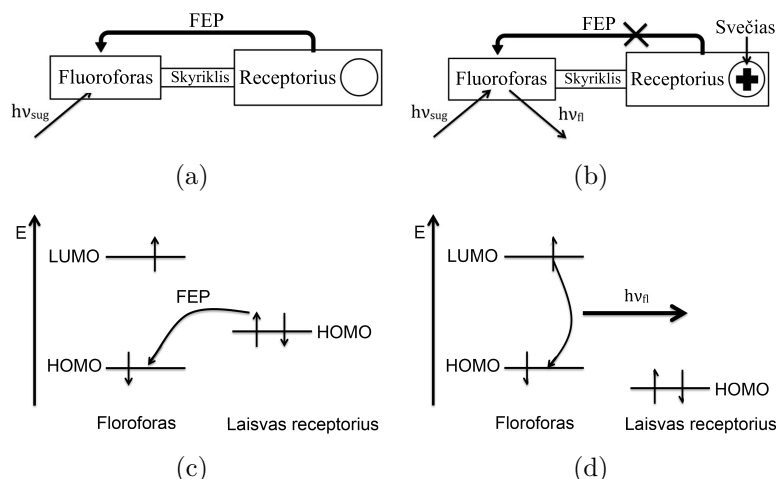 FEP
Fluoroforas Skyriklis Receptorius
hνsug
(a)
FEP
Svečias
Fluoroforas Skyriklis Receptorius
hνsug
hνfl
(b)
E
LUMO
FEP
HOMO
HOMO
Floroforas
Laisvas receptorius
(c)
E
LUMO
hνfl
HOMO
HOMO
Floroforas
Laisvas receptorius
(d)